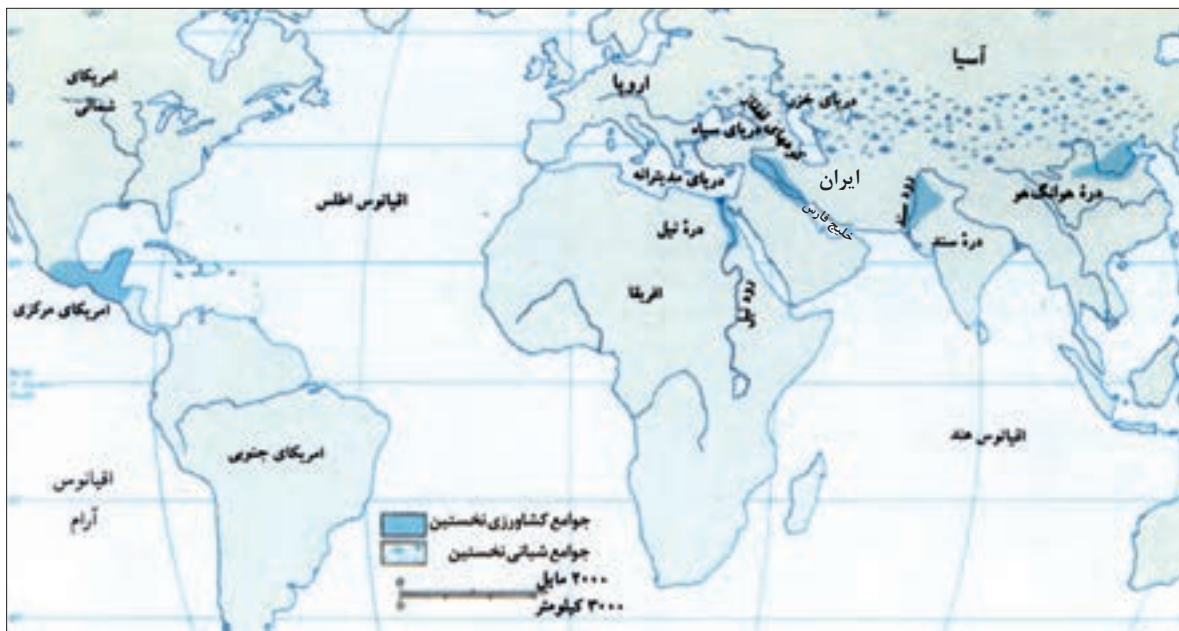 آسیا
امریکای
شمالی
اروپا
دریای خزر
کوههای قفقاز
دریای سیاه
دریای مدیترانه
ایران
خلیج فارس
رود سند
درهٔ سند
درهٔ هوانگ‌هو
اقیانوس اطلس
درهٔ نیل
رود نیل
افریقا
امریکای مرکزی
امریکای جنوبی
اقیانوس هند
اقیانوس
آرام
جوامع کشاورزی نخستین
جوامع شبانی نخستین
۲۰۰۰ مایل
۳۰۰۰ کیلومتر